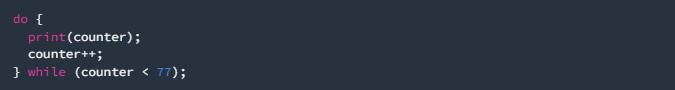 do {
  print(counter);
  counter++;
} while (counter < 77);